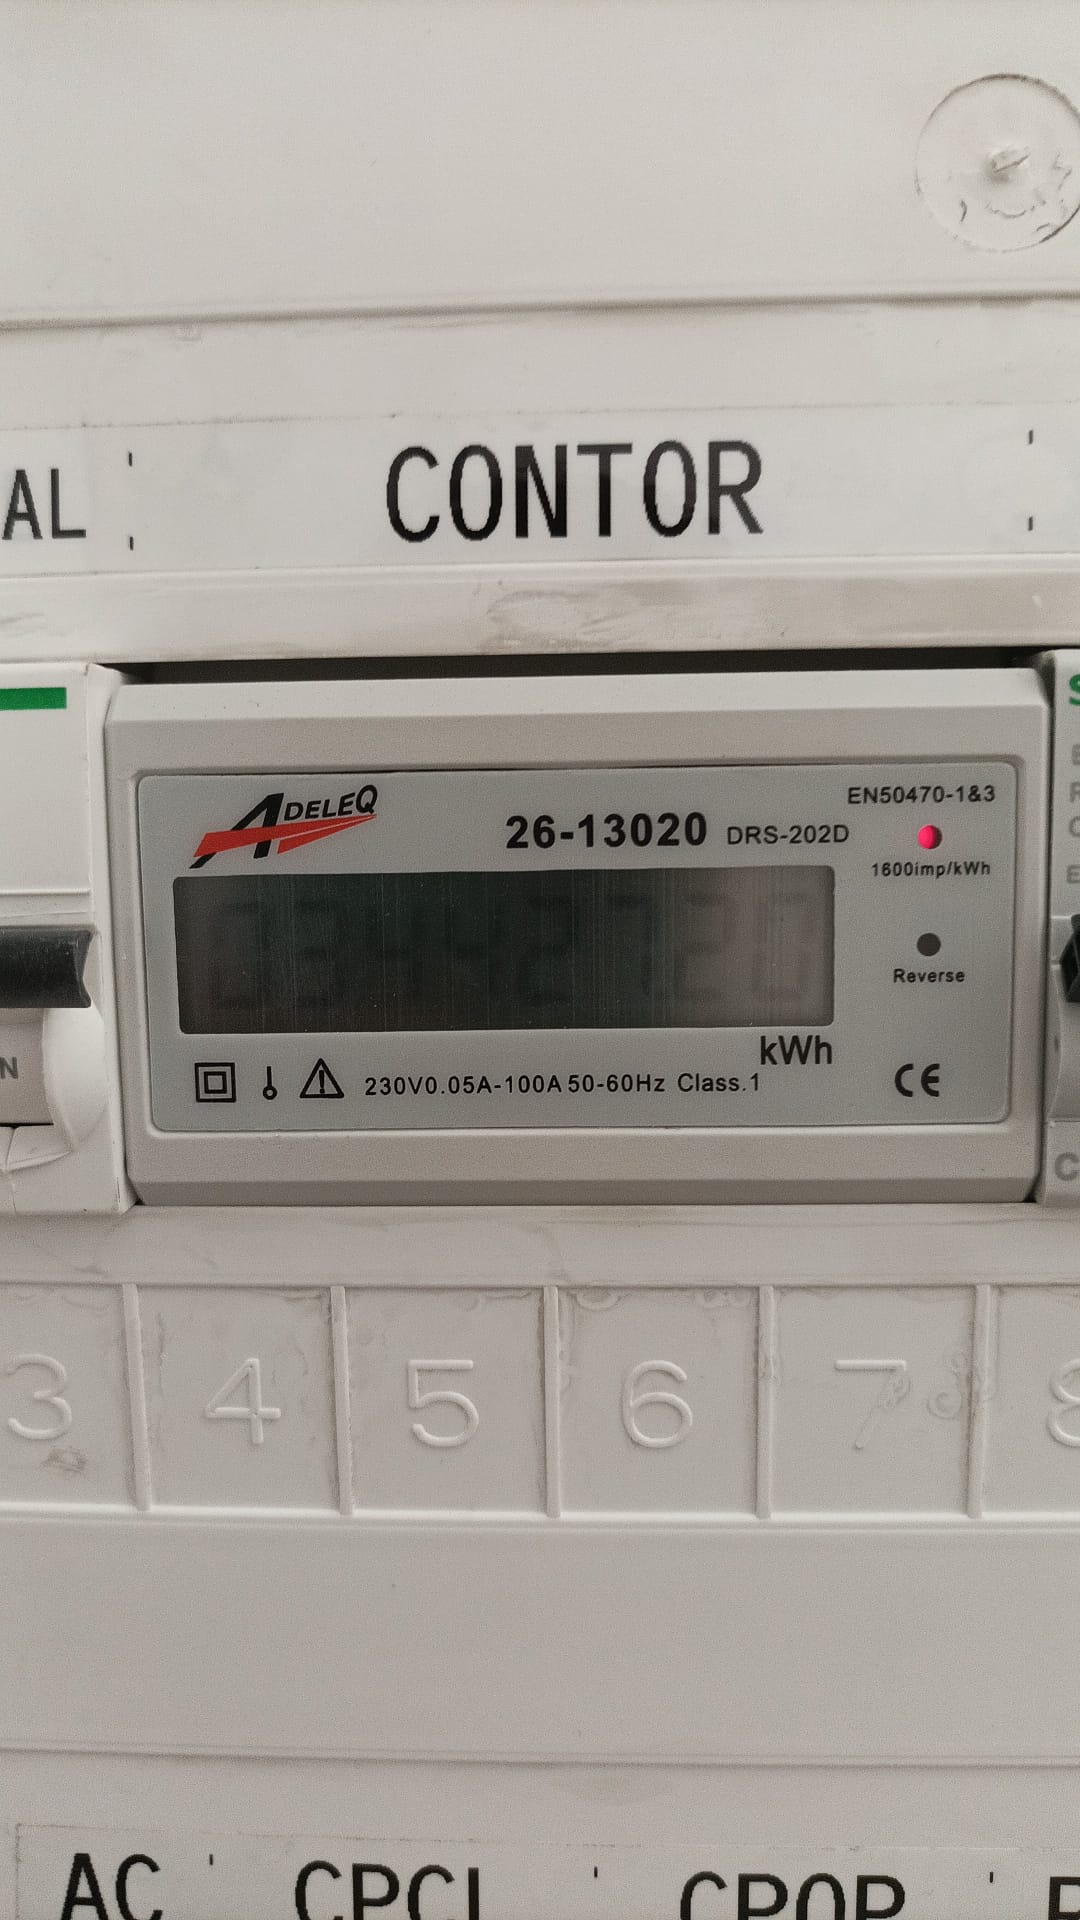 AL
CONTOR
ADELEQ
EN50470-1&3
26-13020 DRS-202D
1600imp/kWh
Reverse
kWh
230V0.05A-100A 50-60Hz Class.1
CE
N
3 4 5 6 7 8
AC CPCL CPOP